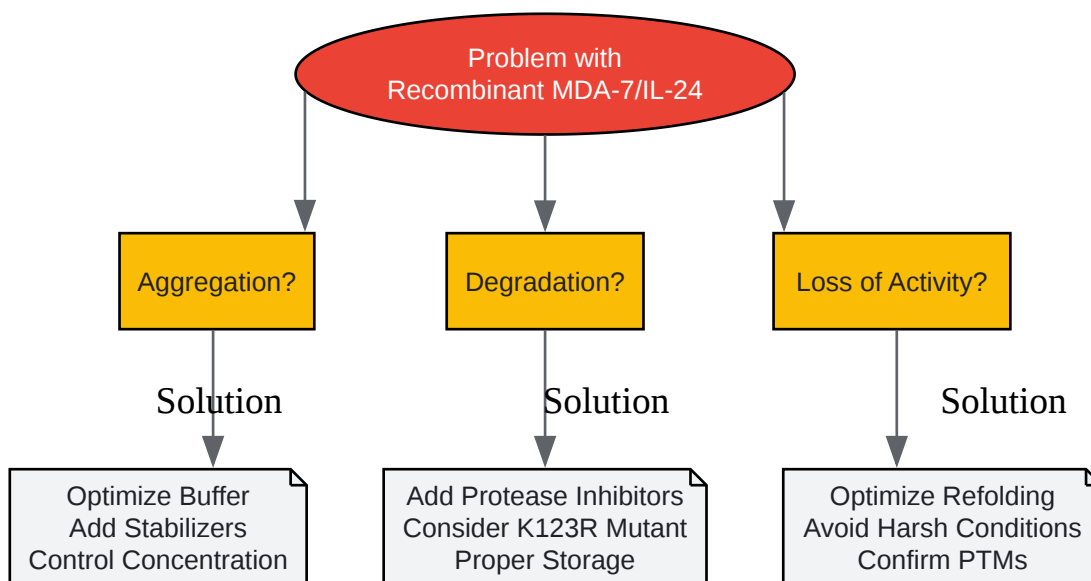 Problem with
Recombinant MDA-7/IL-24
Aggregation?
Degradation?
Loss of Activity?
Solution
Solution
Solution
Optimize Buffer
Add Stabilizers
Control Concentration
Add Protease Inhibitors
Consider K123R Mutant
Proper Storage
Optimize Refolding
Avoid Harsh Conditions
Confirm PTMs